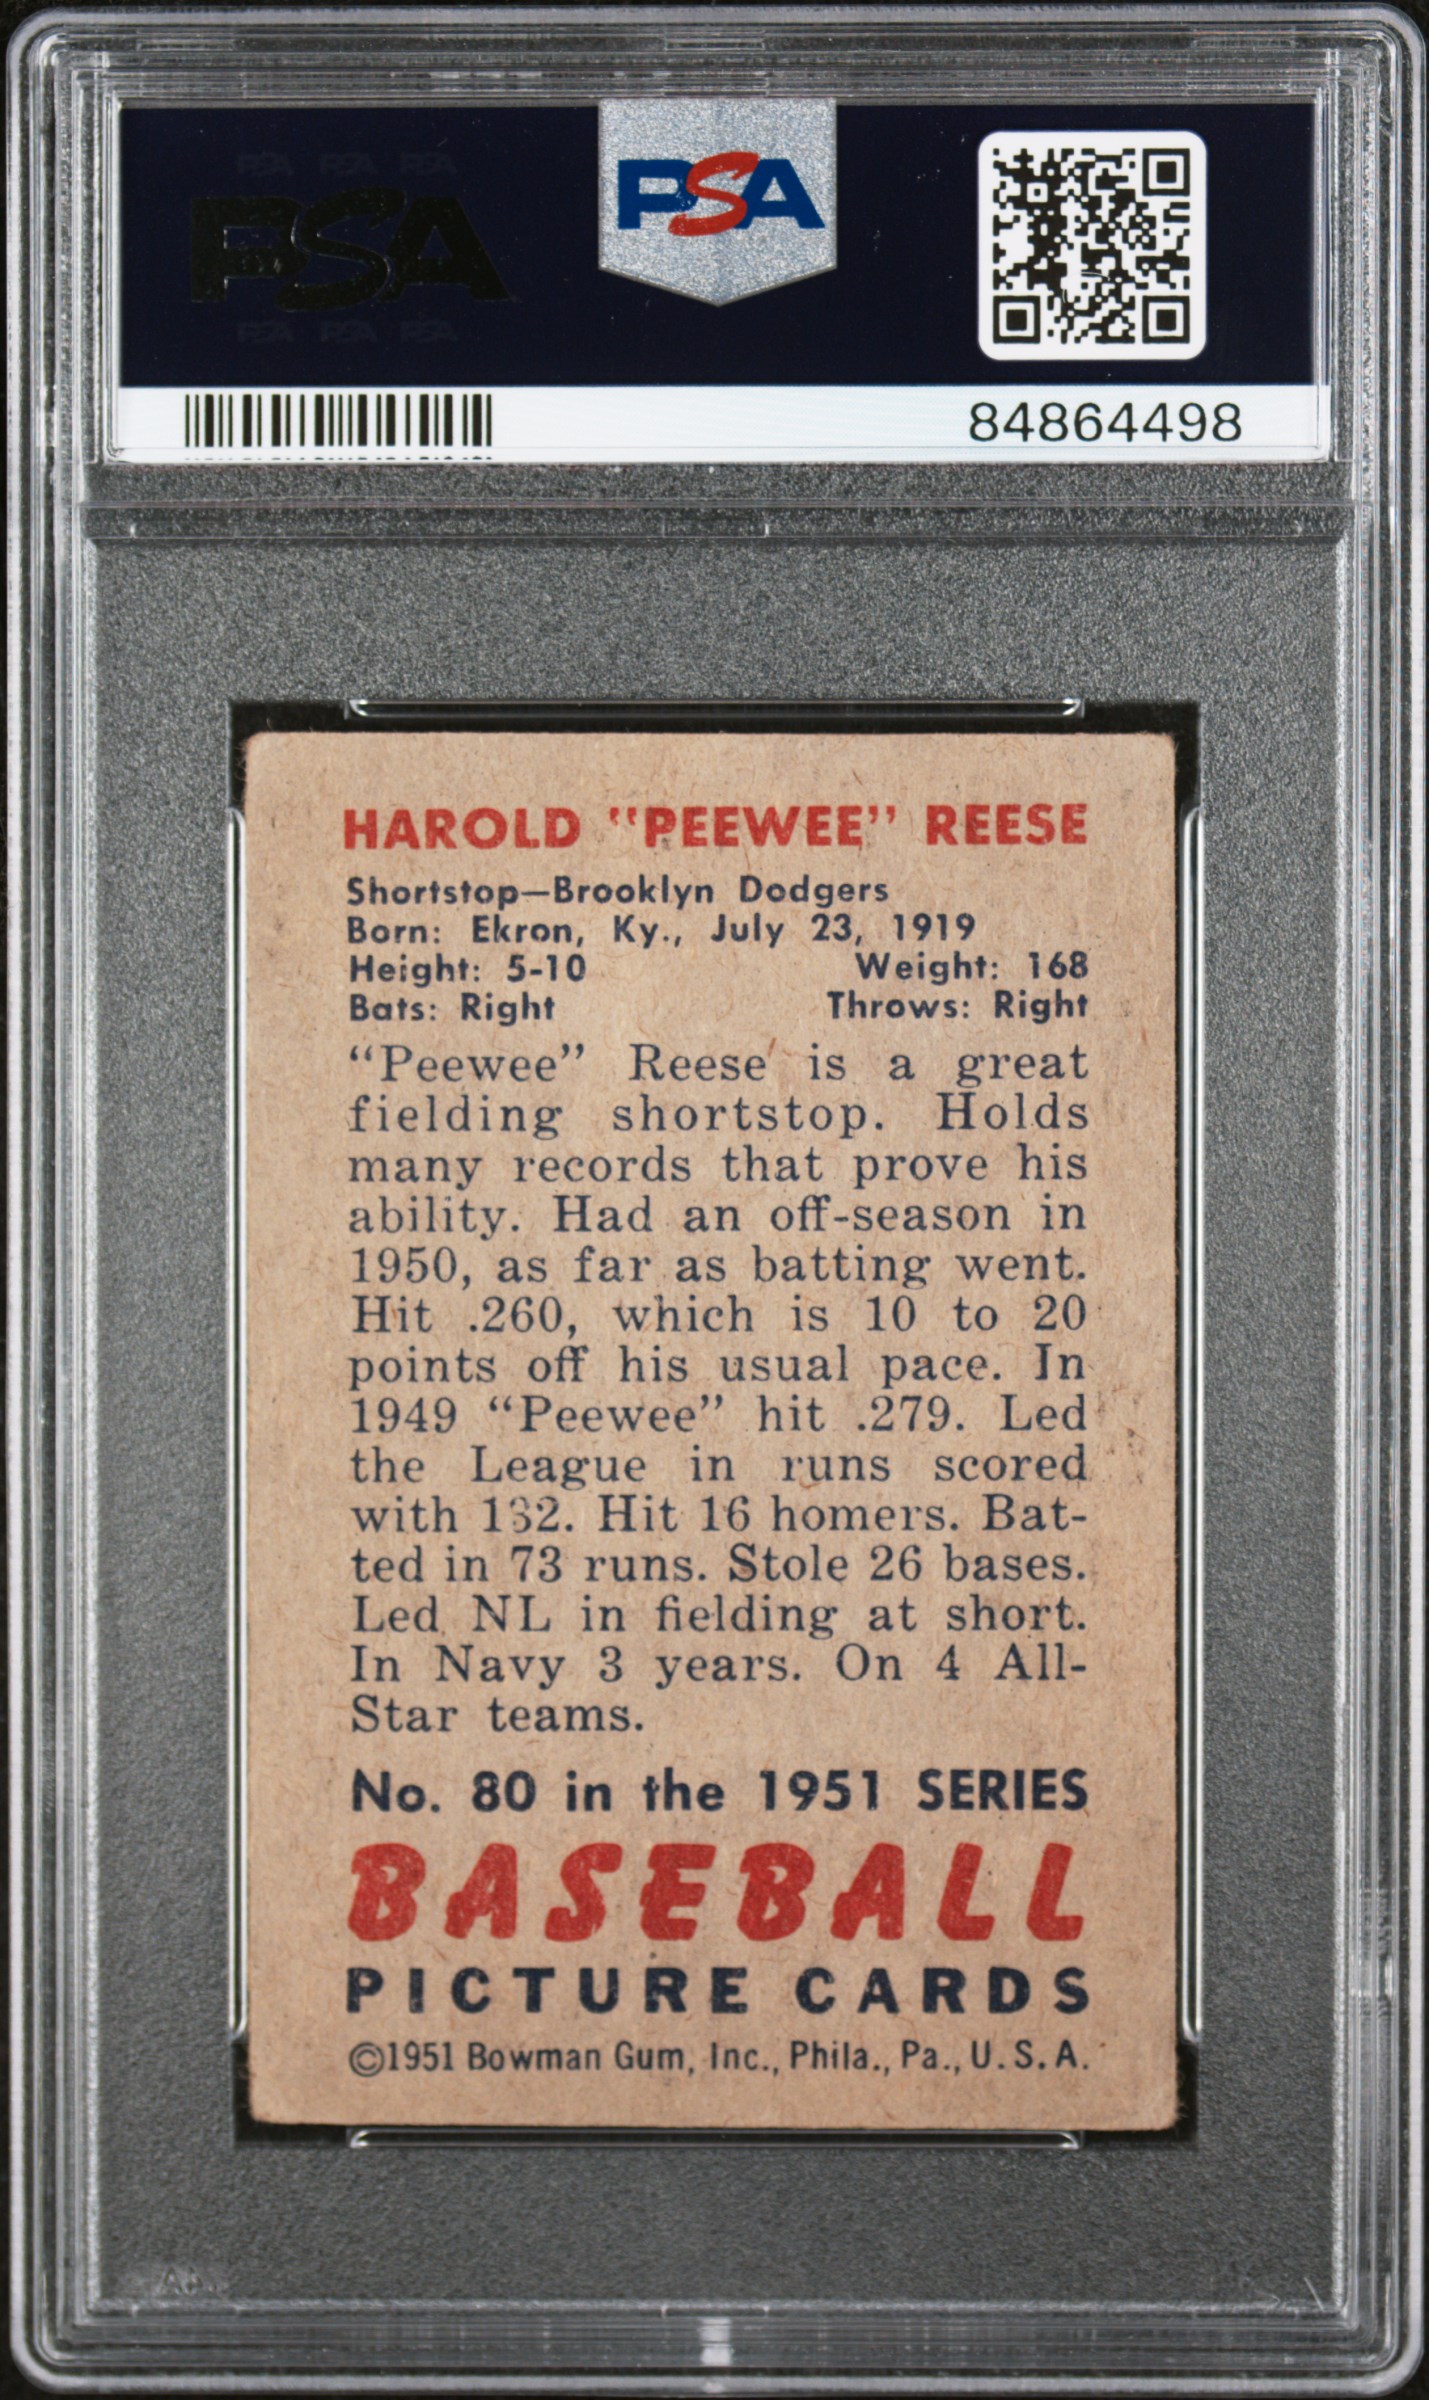 PSA PSA PSA
PSA
PSA PSA PSA
PSA
84864498
HAROLD "PEEWEE" REESE
Shortstop—Brooklyn Dodgers
Born: Ekron, Ky., July 23, 1919
Height: 5-10 Weight: 168
Bats: Right Throws: Right
"Peewee" Reese is a great
fielding shortstop. Holds
many records that prove his
ability. Had an off-season in
1950, as far as batting went.
Hit .260, which is 10 to 20
points off his usual pace. In
1949 "Peewee" hit .279. Led
the League in runs scored
with 132. Hit 16 homers. Bat-
ted in 73 runs. Stole 26 bases.
Led NL in fielding at short.
In Navy 3 years. On 4 All-
Star teams.
No. 80 in the 1951 SERIES
BASEBALL
PICTURE CARDS
©1951 Bowman Gum, Inc., Phila., Pa., U.S.A.